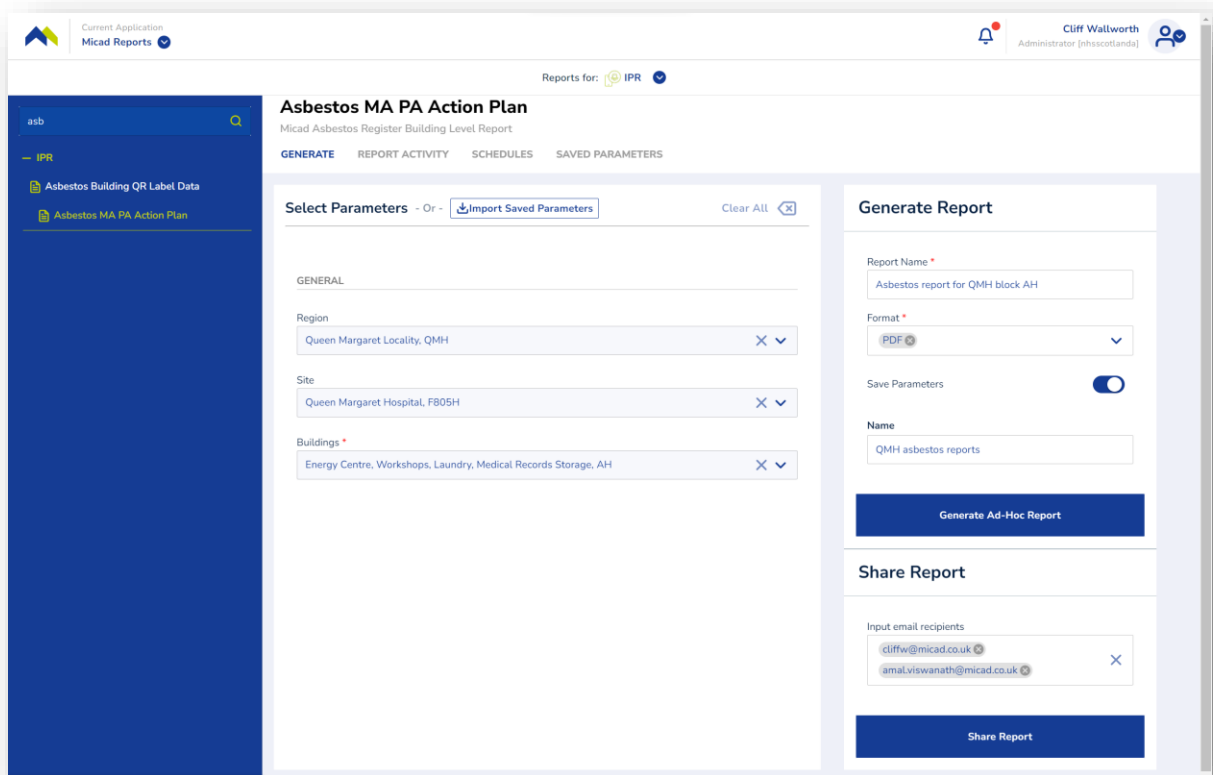 Current Application
Micad Reports
Cliff Wallworth
Administrator [nhsscotlanda]
Reports for: IPR
asb
IPR
Asbestos Building QR Label Data
Asbestos MA PA Action Plan
Asbestos MA PA Action Plan
Micad Asbestos Register Building Level Report
GENERATE REPORT ACTIVITY SCHEDULES SAVED PARAMETERS
Select Parameters - Or - Import Saved Parameters Clear All
GENERAL
Region
Queen Margaret Locality, QMH
Site
Queen Margaret Hospital, F805H
Buildings *
Energy Centre, Workshops, Laundry, Medical Records Storage, AH
Generate Report
Report Name *
Asbestos report for QMH block AH
Format *
PDF
Save Parameters
Name
QMH asbestos reports
Generate Ad-Hoc Report
Share Report
Input email recipients
cliffw@micad.co.uk
amal.viswanath@micad.co.uk
Share Report